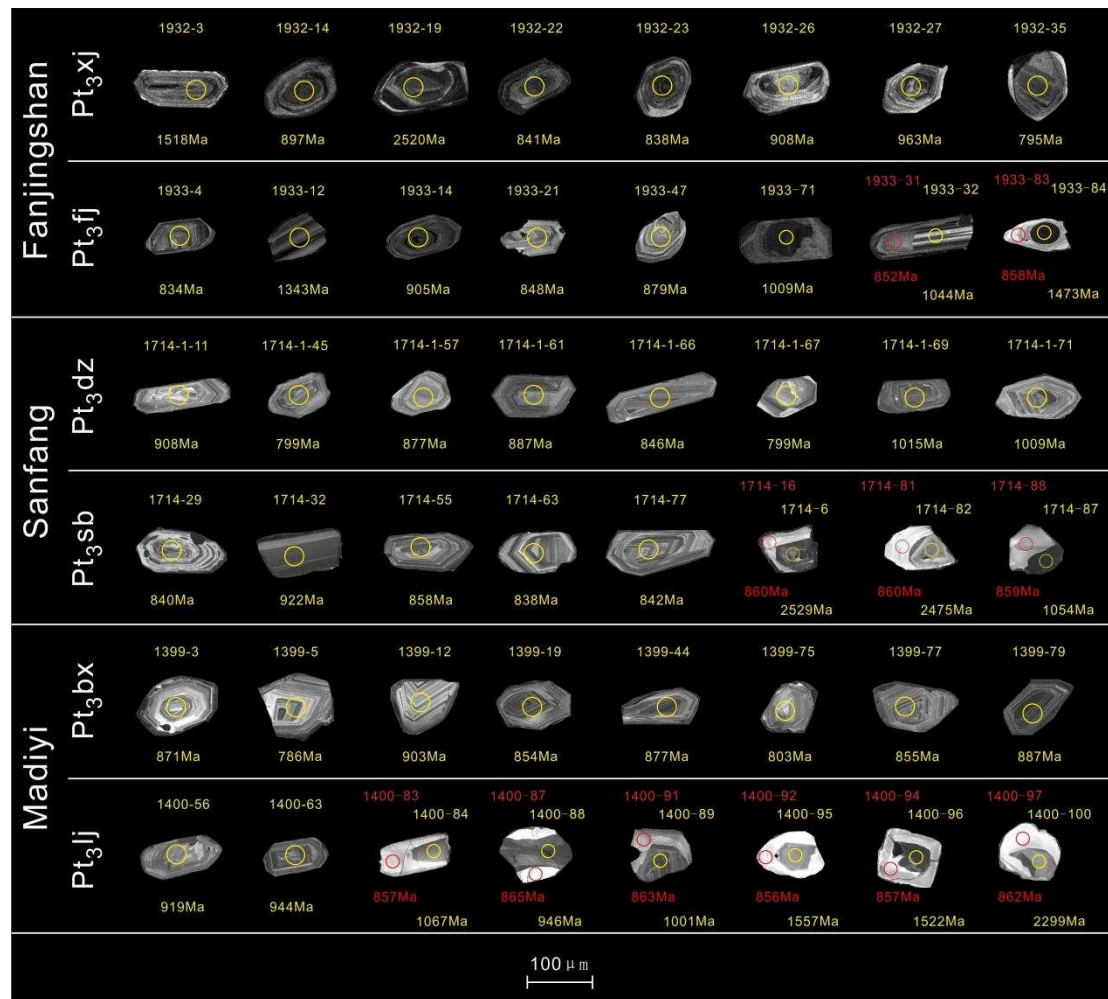 Fanjingshan
Pt3xj
1932-3 1932-14 1932-19 1932-22 1932-23 1932-26 1932-27 1932-35
1518Ma 897Ma 2520Ma 841Ma 838Ma 908Ma 963Ma 795Ma
Pt3fj
1933-4 1933-12 1933-14 1933-21 1933-47 1933-71 1933-31 1933-32 1933-83 1933-84
834Ma 1343Ma 905Ma 848Ma 879Ma 1009Ma 852Ma 1044Ma 858Ma 1473Ma
Sanfang
Pt3dz
1714-1-11 1714-1-45 1714-1-57 1714-1-61 1714-1-66 1714-1-67 1714-1-69 1714-1-71
908Ma 799Ma 877Ma 887Ma 846Ma 799Ma 1015Ma 1009Ma
Pt3sb
1714-29 1714-32 1714-55 1714-63 1714-77 1714-16 1714-6 1714-81 1714-82 1714-88 1714-87
840Ma 922Ma 858Ma 838Ma 842Ma 860Ma 2529Ma 860Ma 2475Ma 859Ma 1054Ma
Madiyi
Pt3bx
1399-3 1399-5 1399-12 1399-19 1399-44 1399-75 1399-77 1399-79
871Ma 786Ma 903Ma 854Ma 877Ma 803Ma 855Ma 887Ma
Pt3lj
1400-56 1400-63 1400-83 1400-84 1400-87 1400-88 1400-91 1400-89 1400-92 1400-95 1400-94 1400-96 1400-97 1400-100
919Ma 944Ma 857Ma 1067Ma 865Ma 946Ma 863Ma 1001Ma 856Ma 1557Ma 857Ma 1522Ma 862Ma 2299Ma
100 μm